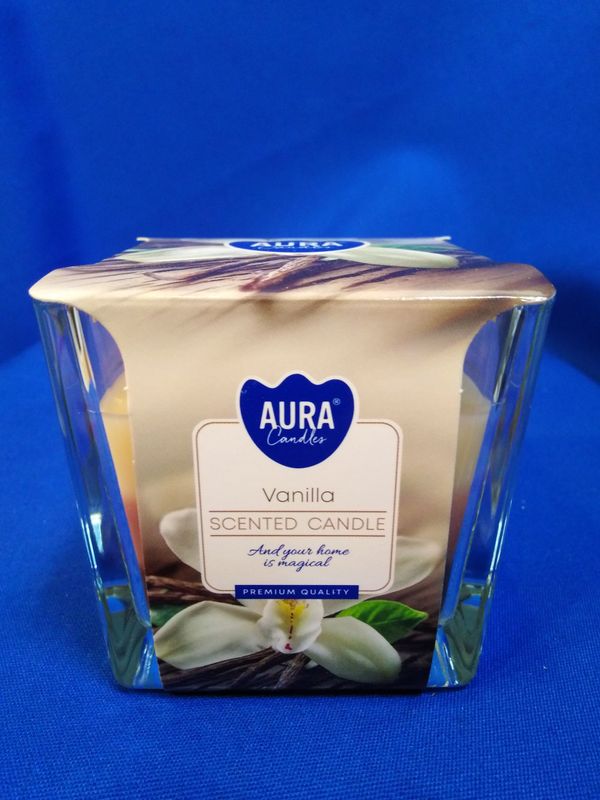 AURA
AURA®
Candles
Vanilla
SCENTED CANDLE
And your home
is magical
PREMIUM QUALITY